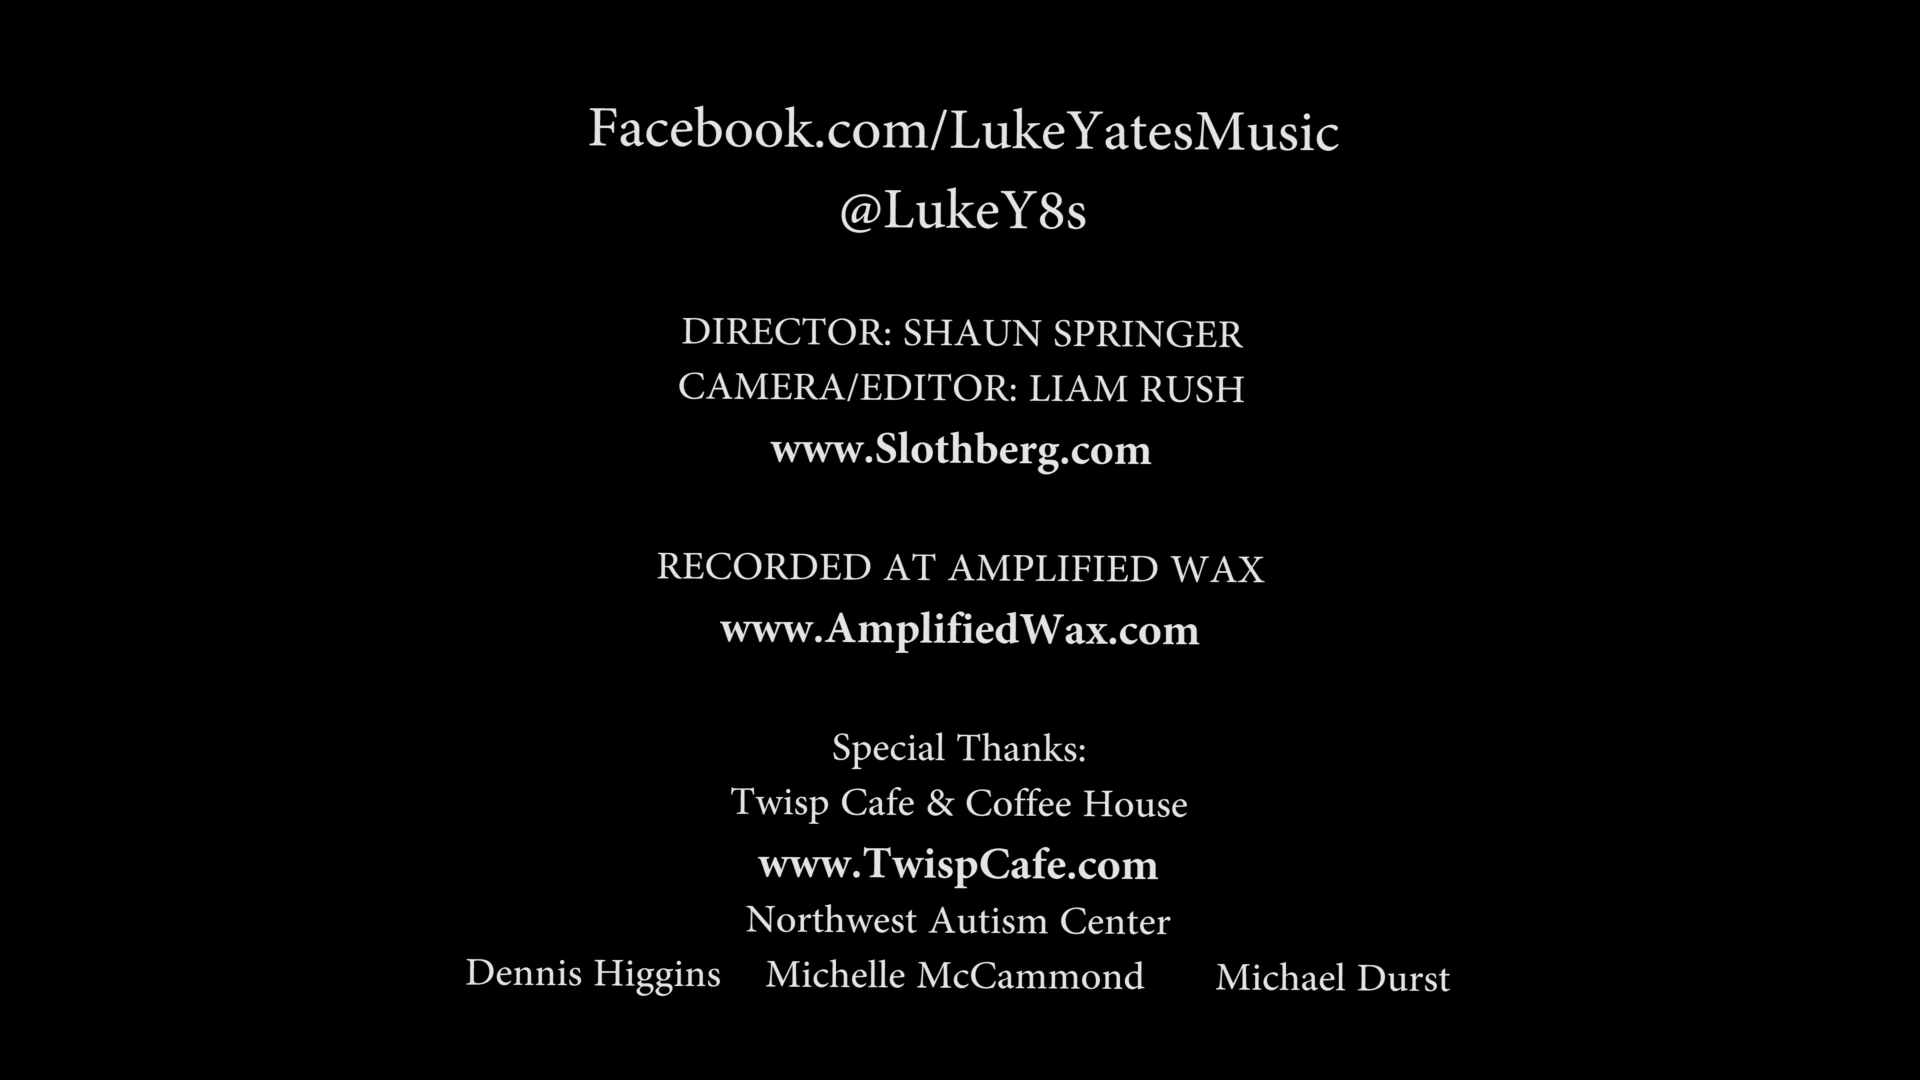 Facebook.com/LukeYatesMusic
@LukeY8s
DIRECTOR: SHAUN SPRINGER
CAMERA/EDITOR: LIAM RUSH
www.Slothberg.com
RECORDED AT AMPLIFIED WAX
www.AmplifiedWax.com
Special Thanks:
Twisp Cafe & Coffee House
www.TwispCafe.com
Northwest Autism Center
Dennis Higgins Michelle McCammond Michael Durst